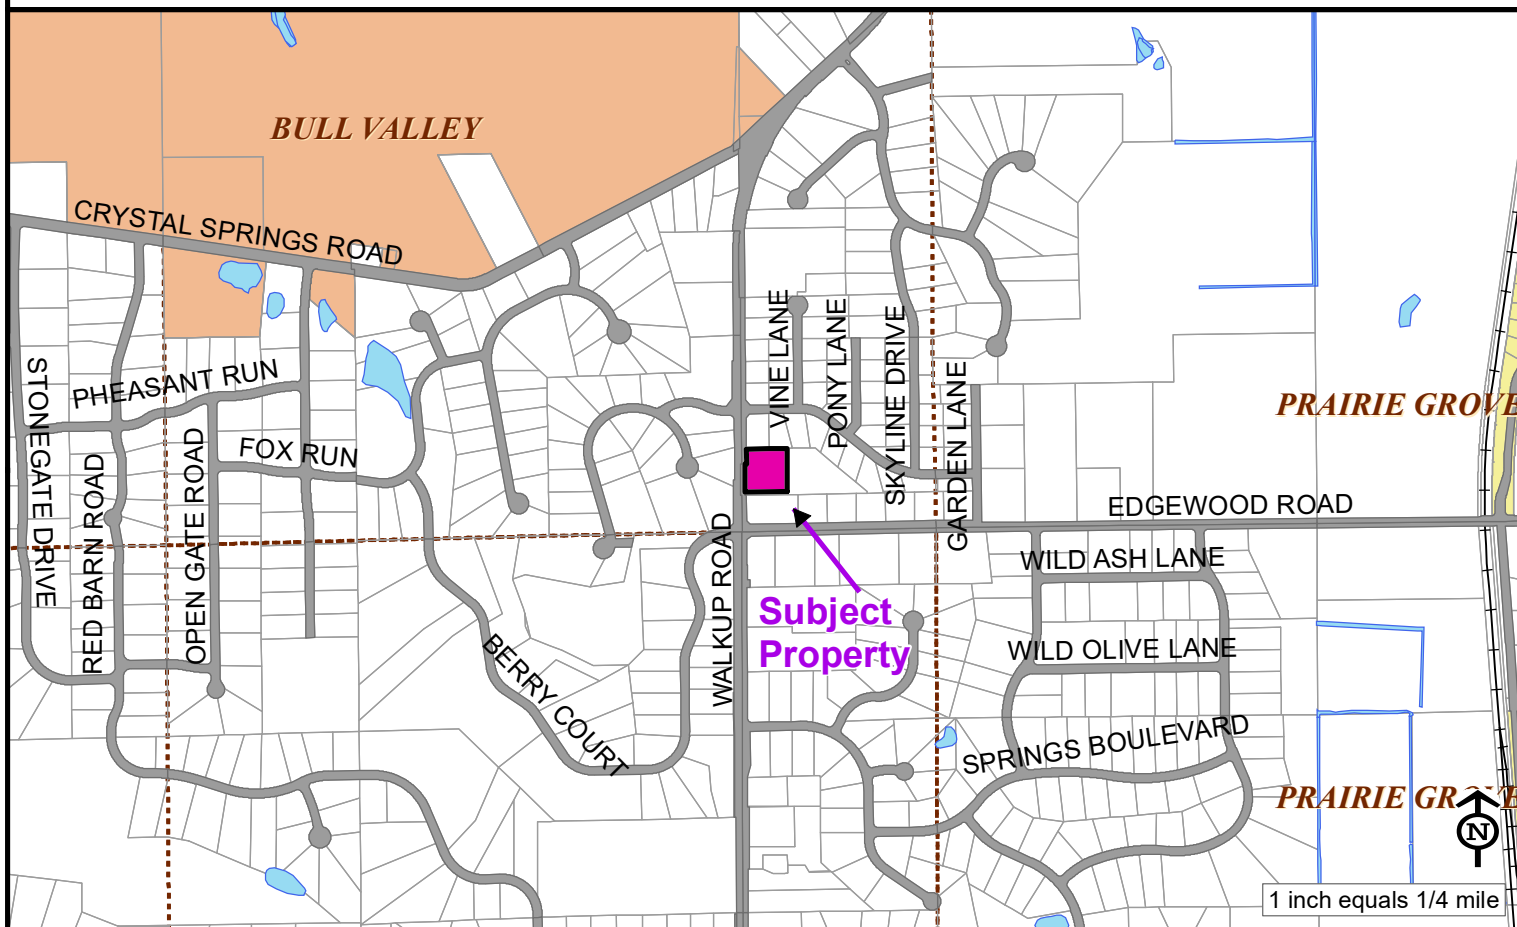 BULL VALLEY
CRYSTAL SPRINGS ROAD
VINE LANE
PONY LANE
SKYLINE DRIVE
GARDEN LANE
STONEGATE DRIVE
PHEASANT RUN
PRAIRIE GROVE
FOX RUN
RED BARN ROAD
OPEN GATE ROAD
EDGEWOOD ROAD
WALKUP ROAD
WILD ASH LANE
Subject
Property
WILD OLIVE LANE
BERRY COURT
SPRINGS BOULEVARD
PRAIRIE GROVE
N
1 inch equals 1/4 mile